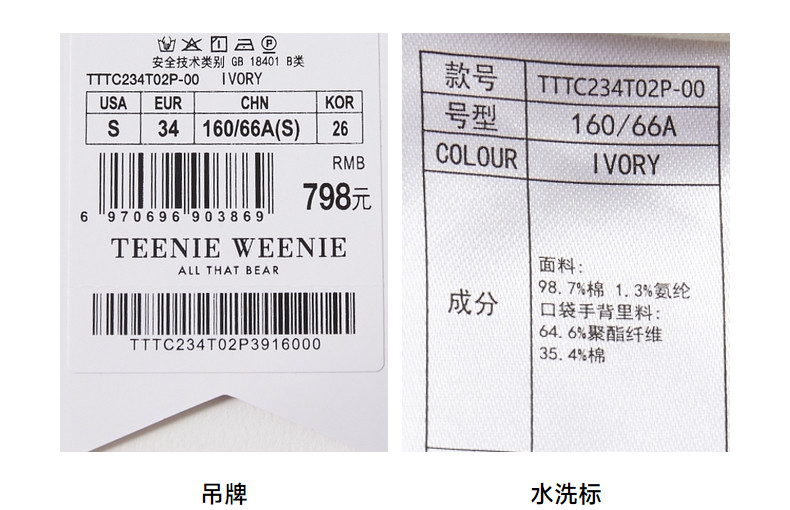 安全技术类别 GB 18401 B类
TTTC234T02P-00 IVORY
USA EUR CHN KOR
S 34 160/66A(S) 26
RMB
798元
6 970696 903869
TEENIE WEENIE
ALL THAT BEAR
TTTC234T02P3916000
吊牌
款号 TTTC234T02P-00
号型 160/66A
COLOUR IVORY
成分
面料:
98.7%棉 1.3%氨纶
口袋手背里料:
64.6%聚酯纤维
35.4%棉
水洗标